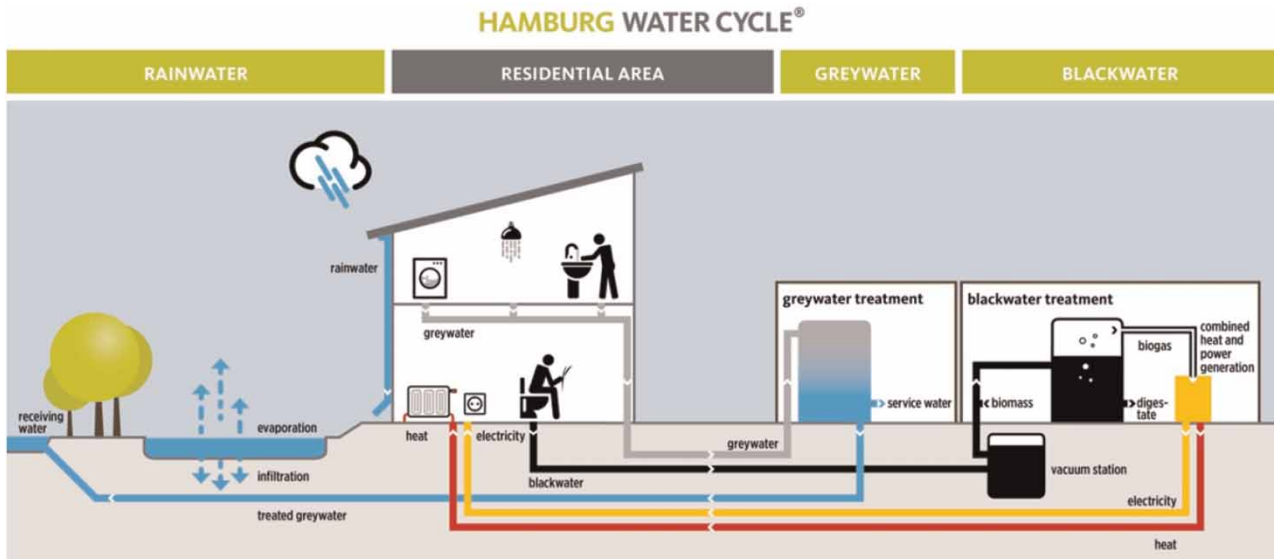 HAMBURG WATER CYCLE®
RAINWATER
RESIDENTIAL AREA
GREYWATER
BLACKWATER
rainwater
greywater
greywater treatment
blackwater treatment
combined
heat and
power
generation
biogas
biomass
diges-
tate
service water
receiving
water
evaporation
infiltration
heat
electricity
greywater
blackwater
vacuum station
treated greywater
electricity
heat